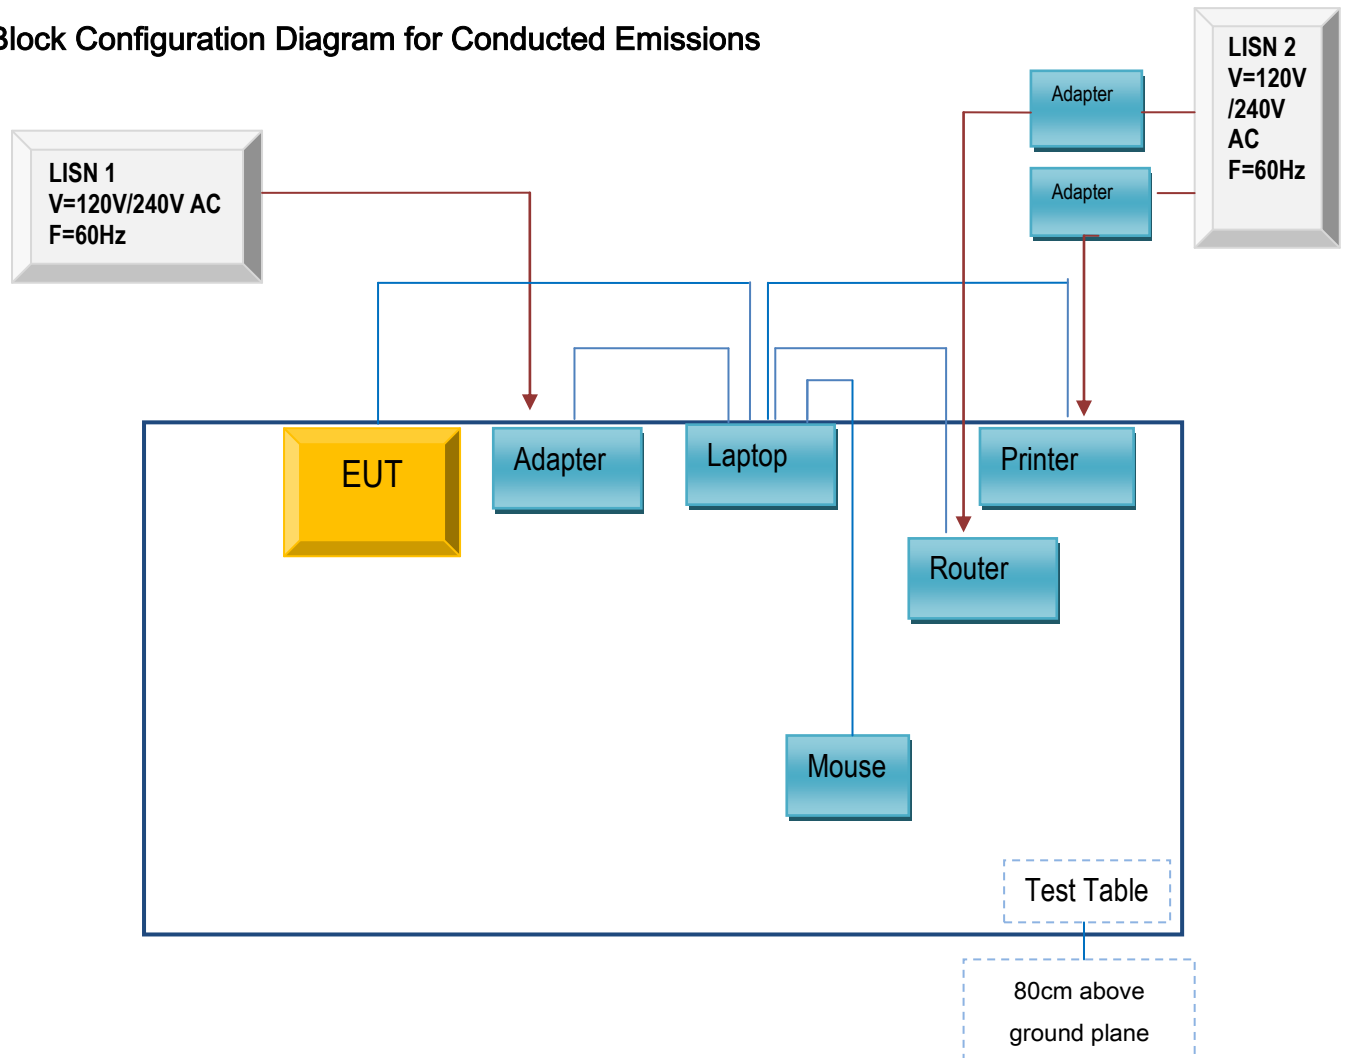 Block Configuration Diagram for Conducted Emissions
LISN 2
V=120V
/240V
AC
F=60Hz
Adapter
Adapter
LISN 1
V=120V/240V AC
F=60Hz
EUT
Adapter
Laptop
Printer
Router
Mouse
Test Table
80cm above
ground plane